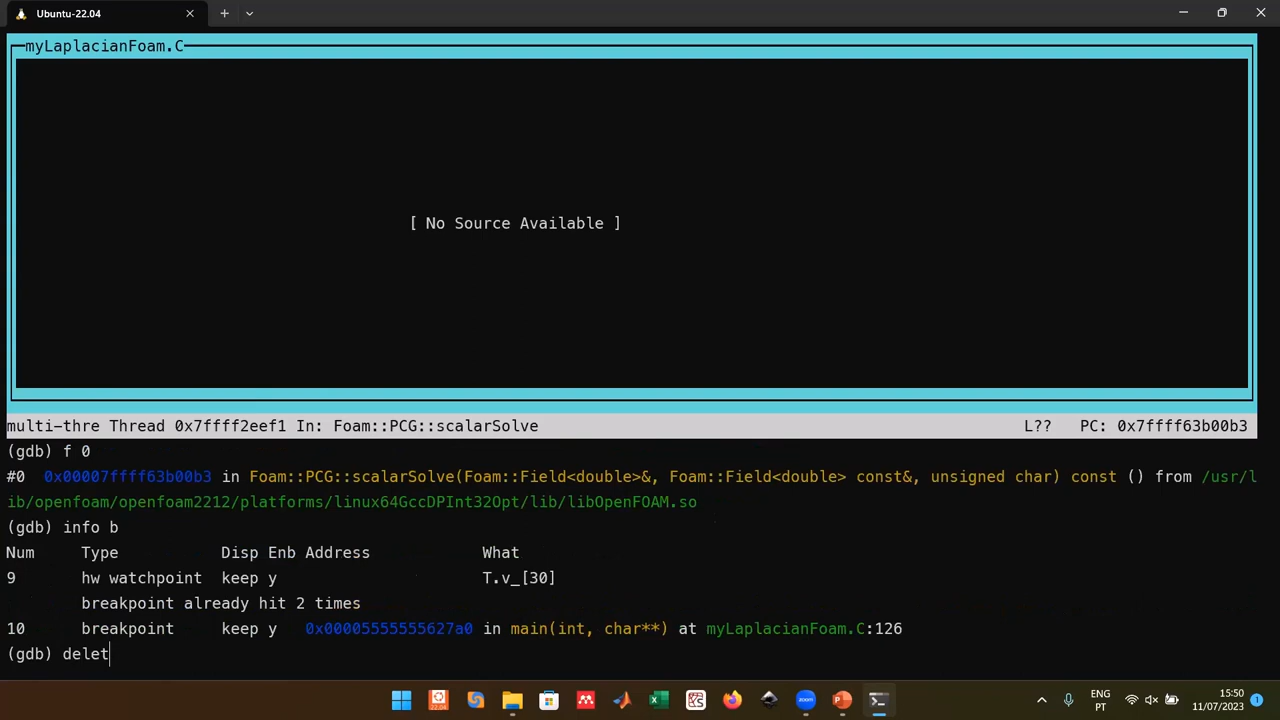 Ubuntu-22.04
myLaplacianFoam.C
[ No Source Available ]
multi-thre Thread 0x7ffff2eef1 In: Foam::PCG::scalarSolve L?? PC: 0x7ffff63b00b3
(gdb) f 0
#0 0x00007ffff63b00b3 in Foam::PCG::scalarSolve(Foam::Field<double>&, Foam::Field<double> const&, unsigned char) const () from /usr/l
ib/openfoam/openfoam2212/platforms/linux64GccDPInt32Opt/lib/libOpenFOAM.so
(gdb) info b
Num Type Disp Enb Address What
9 hw watchpoint keep y T.v_[30]
breakpoint already hit 2 times
10 breakpoint keep y 0x00005555555627a0 in main(int, char**) at myLaplacianFoam.C:126
(gdb) delet
22.04
zoom
ENG
PT
15:50
11/07/2023
1